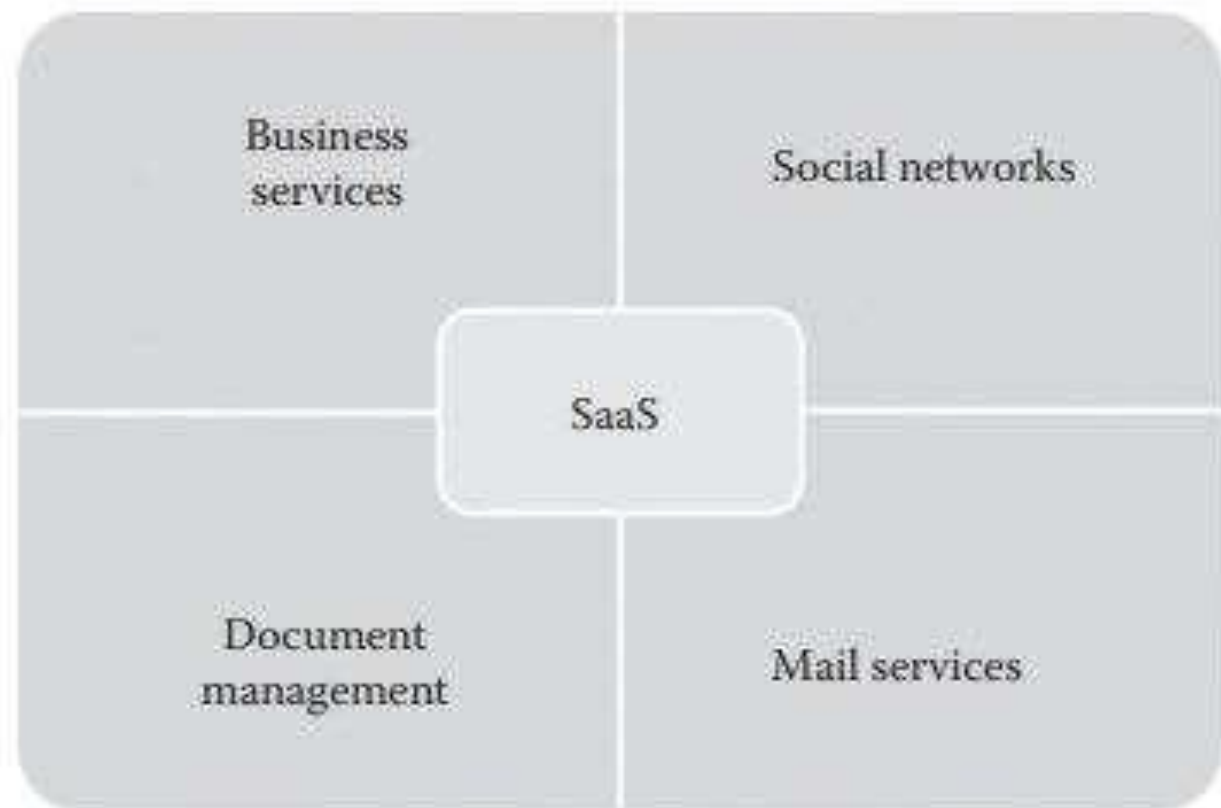 Business
services
Social networks
SaaS
Document
management
Mail services